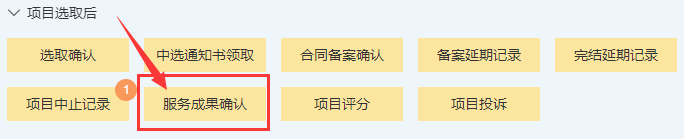 项目选取后
选取确认 中选通知书领取 合同备案确认 备案延期记录 完结延期记录
项目中止记录 1 服务成果确认 项目评分 项目投诉